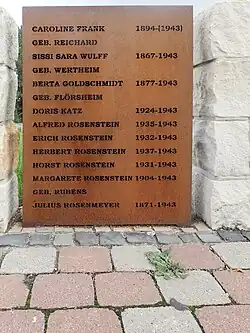 CAROLINE FRANK 1894-(1943)
GEB. REICHARD
SISSI SARA WULFF 1867-1943
GEB. WERTHEIM
BERTA GOLDSCHMIDT 1877-1943
GEB. FLÖRSHEIM
DORIS KATZ 1924-1943
ALFRED ROSENSTEIN 1935-1943
ERICH ROSENSTEIN 1932-1943
HERBERT ROSENSTEIN 1937-1943
HORST ROSENSTEIN 1931-1943
MARGARETE ROSENSTEIN 1904-1943
GEB. RUBENS
JULIUS ROSENMEYER 1871-1943